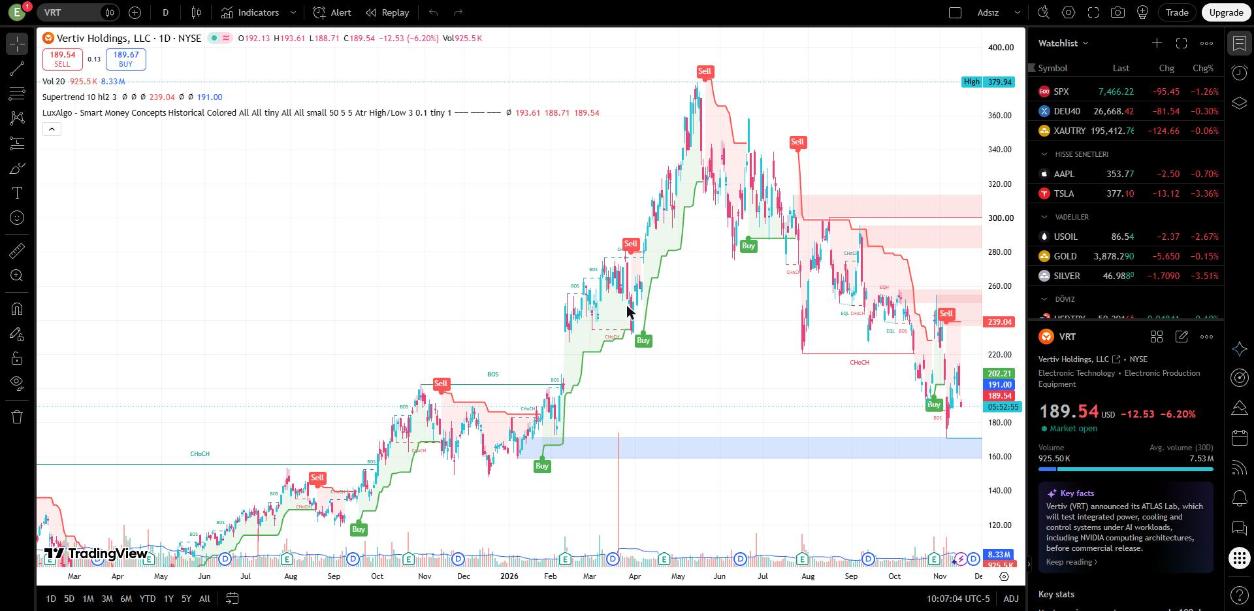 E 1 VRT D Indicators Alert Replay Adsız Trade Upgrade
Vertiv Holdings, LLC · 1D · NYSE O192.13 H193.61 L188.71 C189.54 −12.53 (−6.20%) Vol925.5K
189.54 SELL 0.13 189.67 BUY
Vol 20 925.5K 8.33M
Supertrend 10 hl2 3 Ø Ø Ø 239.04 Ø Ø 191.00
LuxAlgo - Smart Money Concepts Historical Colored All All tiny All All small 50 5 5 Atr High/Low 3 0.1 tiny 1 Ø 193.61 188.71 189.54
Sell
Sell
Sell
Buy
Buy
Sell
Sell
Buy
Buy
Sell
Buy
CHoCH
BOS
CHoCH
400.00
High 379.94
360.00
340.00
320.00
300.00
280.00
260.00
239.04
220.00
202.21
191.00
189.54
05:52:55
180.00
160.00
140.00
120.00
8.33M
925.5K
TradingView
Mar Apr May Jun Jul Aug Sep Oct Nov Dec 2026 Feb Mar Apr May Jun Jul Aug Sep Oct Nov De
1D 5D 1M 3M 6M YTD 1Y 5Y All 10:07:04 UTC-5 ADJ
Watchlist
Symbol Last Chg Chg%
SPX 7,466.22 −95.45 −1.26%
DEU40 26,668.42 −81.54 −0.30%
XAUTRY 195,412.76 −124.66 −0.06%
HISSE SENETLERI
AAPL 353.77 −2.50 −0.70%
TSLA 377.10 −13.12 −3.36%
VADELILER
USOIL 86.54 −2.37 −2.67%
GOLD 3,878.290 −5.650 −0.15%
SILVER 46.9880 −1.7090 −3.51%
DÖVIZ
VRT
Vertiv Holdings, LLC · NYSE
Electronic Technology · Electronic Production
Equipment
189.54 USD −12.53 −6.20%
Market open
Volume Avg. volume (30D)
925.50K 7.53M
Key facts
Vertiv (VRT) announced its ATLAS Lab, which
will test integrated power, cooling and
control systems under AI workloads,
including NVIDIA computing architectures,
before commercial release.
Keep reading
Key stats